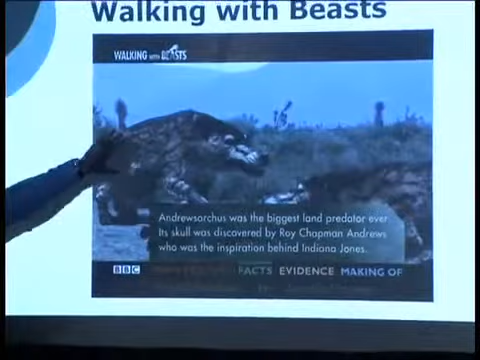 Walking with Beasts
WALKING WITH BEASTS
Andrewsarchus was the biggest land predator ever
Its skull was discovered by Roy Chapman Andrews
who was the inspiration behind Indiana Jones.
BBC FACTS EVIDENCE MAKING OF